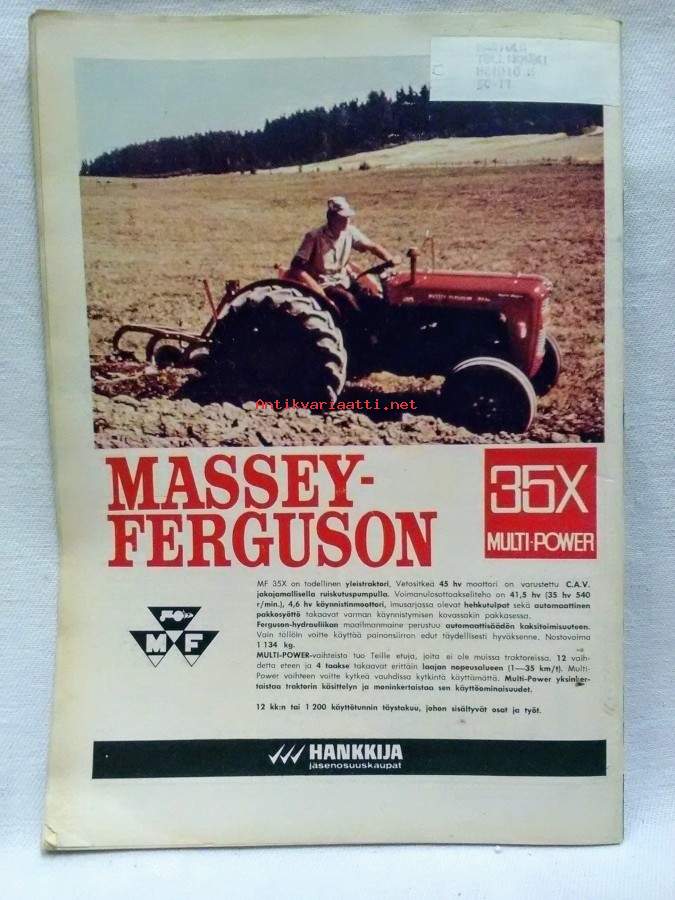 MASSEY FERGUSON
Antikvariaatti.net
MASSEY-
FERGUSON
35X
MULTI-POWER
MF 35X on todellinen yleistraktori. Vetositkeä 45 hv moottori on varustettu C.A.V.
jakajamallisella ruiskutuspumpulla. Voimanulosottoakseliteho on 41,5 hv (35 hv 540
r/min.), 4,6 hv käynnistinmoottori, imusarjassa olevat hehkutulpat sekä automaattinen
pakkosyöttö takaavat varman käynnistymisen kovassakin pakkasessa.
Ferguson-hydrauliikan maailmanmaine perustuu automaattisäädön kaksitoimisuuteen.
Vain tällöin voitte käyttää painonsiirron edut täydellisesti hyväksenne. Nostovoima
1 134 kg.
MULTI-POWER-vaihteisto tuo Teille etuja, joita ei ole muissa traktoreissa. 12 vaih-
detta eteen ja 4 taakse takaavat erittäin laajan nopeusalueen (1—35 km/t). Multi-
Power vaihteen voitte kytkeä vauhdissa kytkintä käyttämättä. Multi-Power yksinker-
taistaa traktorin käsittelyn ja moninkertaistaa sen käyttöominaisuudet.
12 kk:n tai 1 200 käyttötunnin täystakuu, johon sisältyvät osat ja työt.
M F
HANKKIJA
jäsenosuuskaupat